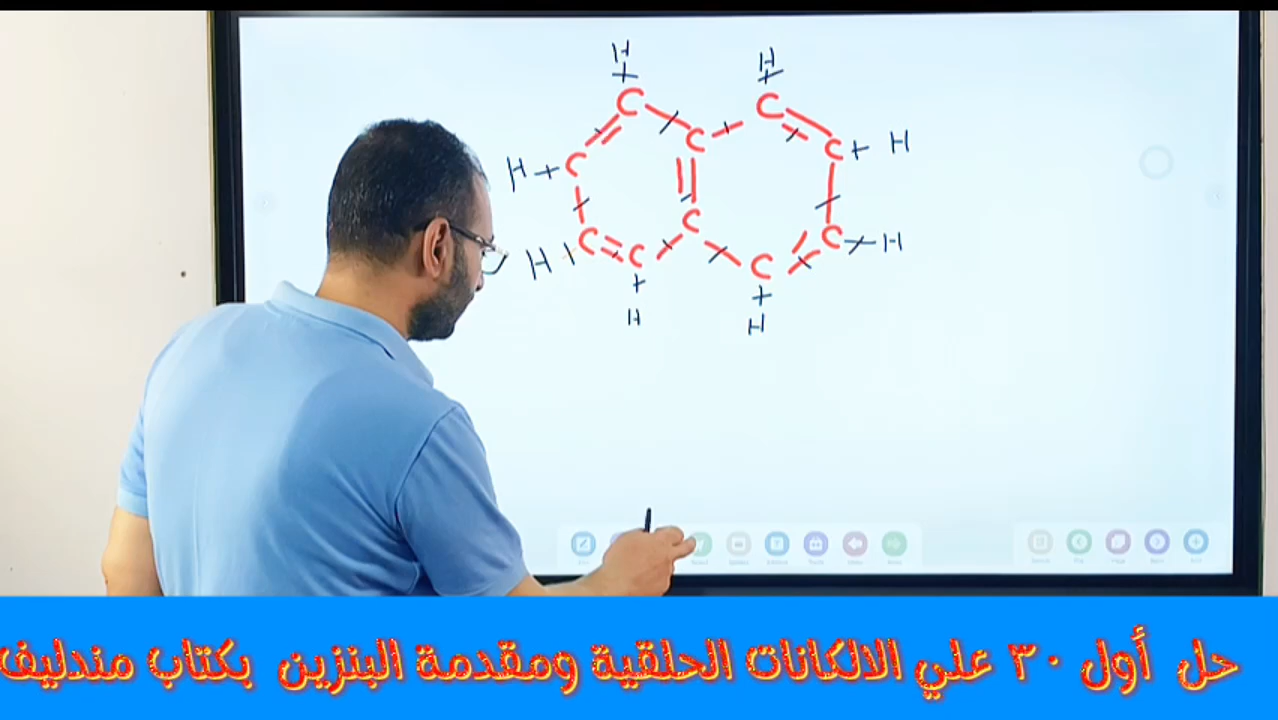 H H
C C
C C C H
H C
C C
H C C C H
H H
حل أول ٣٠ علي الالكانات الحلقية ومقدمة البنزين بكتاب مندليف